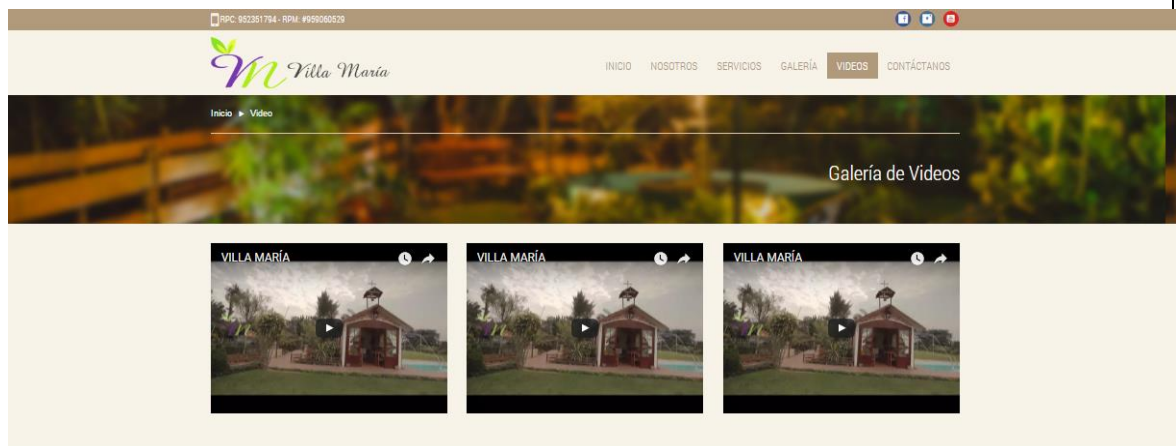 RPC: 952351794 - RPM: #959060529
Villa María
INICIO NOSOTROS SERVICIOS GALERÍA VIDEOS CONTÁCTANOS
Inicio ▸ Video
Galería de Videos
VILLA MARÍA VILLA MARÍA VILLA MARÍA